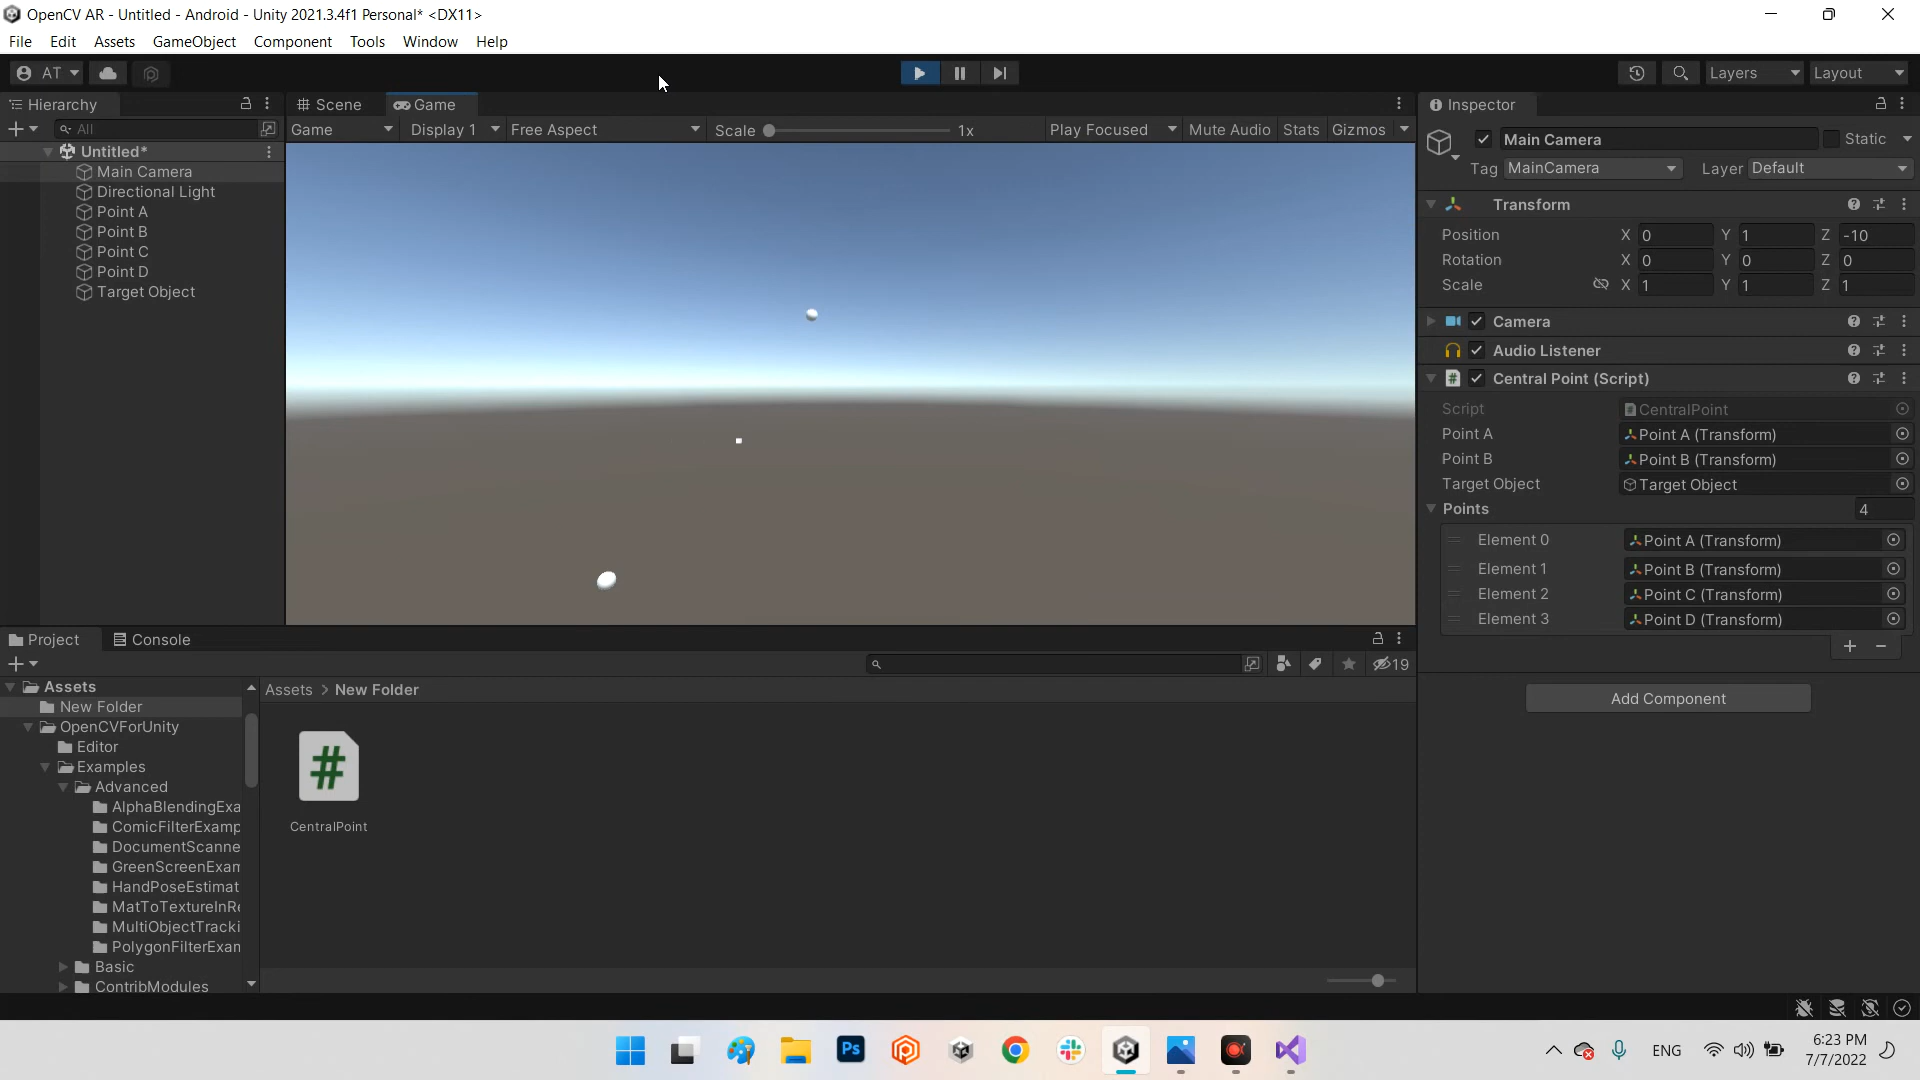 OpenCV AR - Untitled - Android - Unity 2021.3.4f1 Personal* <DX11>
File Edit Assets GameObject Component Tools Window Help
AT Layers Layout
Hierarchy
All
Untitled*
Main Camera
Directional Light
Point A
Point B
Point C
Point D
Target Object
Scene Game
Game Display 1 Free Aspect Scale 1x Play Focused Mute Audio Stats Gizmos
Inspector
Main Camera Static
Tag MainCamera Layer Default
Transform
Position X 0 Y 1 Z -10
Rotation X 0 Y 0 Z 0
Scale X 1 Y 1 Z 1
Camera
Audio Listener
# Central Point (Script)
Script CentralPoint
Point A Point A (Transform)
Point B Point B (Transform)
Target Object Target Object
Points 4
Element 0 Point A (Transform)
Element 1 Point B (Transform)
Element 2 Point C (Transform)
Element 3 Point D (Transform)
Add Component
Project Console
19
Assets
New Folder
OpenCVForUnity
Editor
Examples
Advanced
AlphaBlendingExa
ComicFilterExamp
DocumentScanne
GreenScreenExam
HandPoseEstimat
MatToTextureInRe
MultiObjectTracki
PolygonFilterExam
Basic
ContribModules
Assets > New Folder
#
CentralPoint
Ps
ENG
6:23 PM
7/7/2022